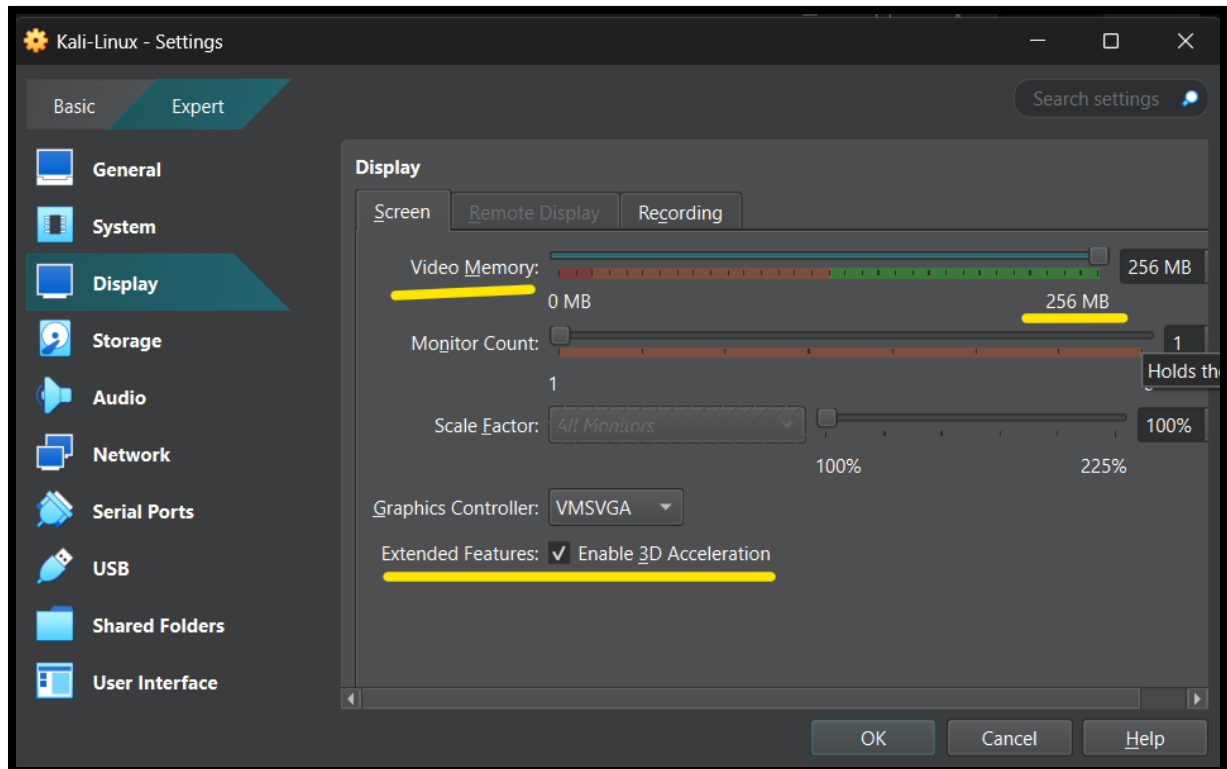 Kali-Linux - Settings
Basic
Expert
Search settings
General
System
Display
Storage
Audio
Network
Serial Ports
USB
Shared Folders
User Interface
Display
Screen
Remote Display
Recording
Video Memory:
256 MB
0 MB
256 MB
Monitor Count:
1
1
Holds the
Scale Factor:
All Monitors
100%
100%
225%
Graphics Controller:
VMSVGA
Extended Features:
Enable 3D Acceleration
OK
Cancel
Help